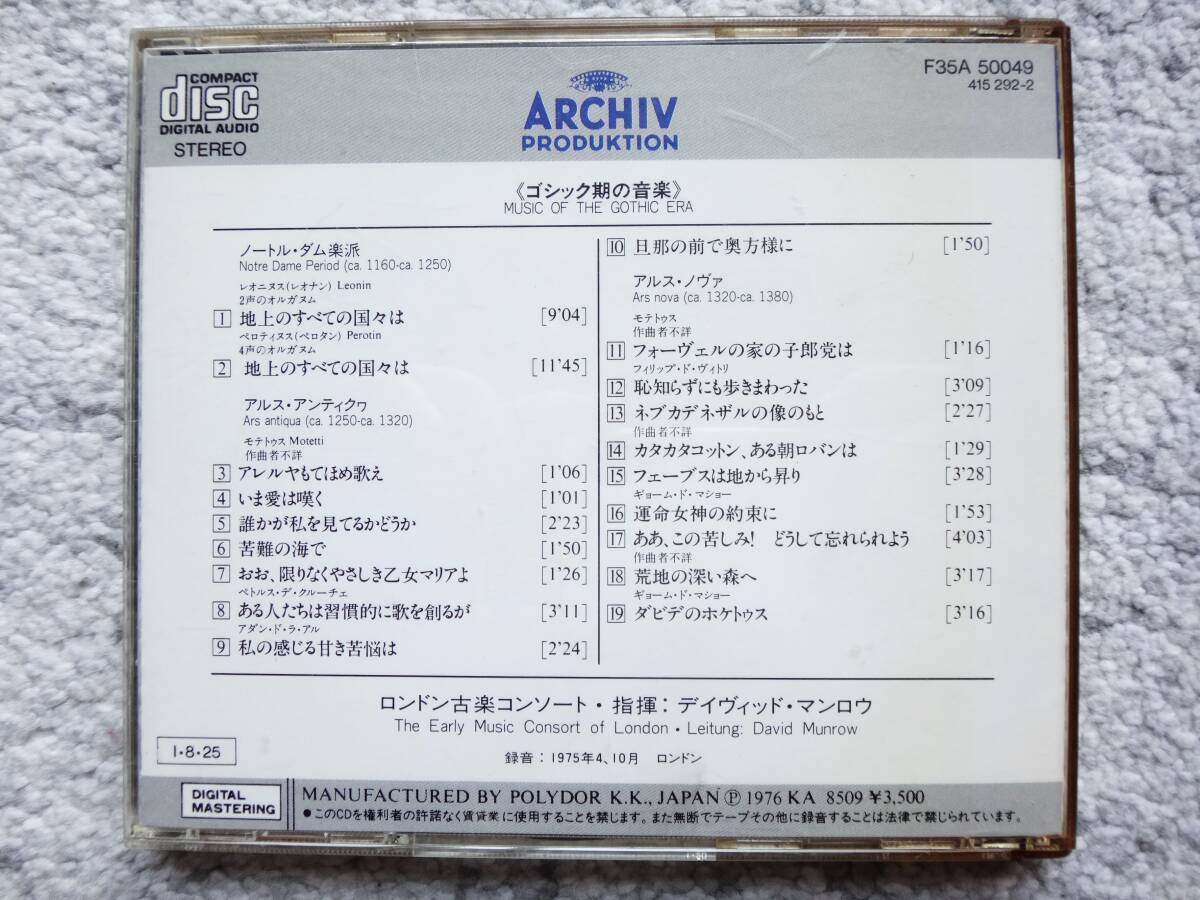 COMPACT
disc
DIGITAL AUDIO
STEREO
ARCHIV
PRODUKTION
F35A 50049
415 292-2
《ゴシック期の音楽》
MUSIC OF THE GOTHIC ERA
ノートル・ダム楽派
Notre Dame Period (ca. 1160-ca. 1250)
レオニヌス(レオナン) Leonin
2声のオルガヌム
1 地上のすべての国々は [9'04]
ペロティヌス(ペロタン) Perotin
4声のオルガヌム
2 地上のすべての国々は [11'45]
アルス・アンティクヮ
Ars antiqua (ca. 1250-ca. 1320)
モテトゥス Motetti
作曲者不詳
3 アレルヤもてほめ歌え [1'06]
4 いま愛は嘆く [1'01]
5 誰かが私を見てるかどうか [2'23]
6 苦難の海で [1'50]
7 おお、限りなくやさしき乙女マリアよ [1'26]
ペトルス・デ・クルーチェ
8 ある人たちは習慣的に歌を創るが [3'11]
アダン・ド・ラ・アル
9 私の感じる甘き苦悩は [2'24]
10 旦那の前で奥方様に [1'50]
アルス・ノヴァ
Ars nova (ca. 1320-ca. 1380)
モテトゥス
作曲者不詳
11 フォーヴェルの家の子郎党は [1'16]
フィリップ・ド・ヴィトリ
12 恥知らずにも歩きまわった [3'09]
13 ネブカデネザルの像のもと [2'27]
作曲者不詳
14 カタカタコットン、ある朝ロバンは [1'29]
15 フェーブスは地から昇り [3'28]
ギョーム・ド・マショー
16 運命女神の約束に [1'53]
17 ああ、この苦しみ! どうして忘れられよう [4'03]
作曲者不詳
18 荒地の深い森へ [3'17]
ギョーム・ド・マショー
19 ダビデのホケトゥス [3'16]
ロンドン古楽コンソート・指揮:デイヴィッド・マンロウ
The Early Music Consort of London・Leitung: David Munrow
録音:1975年4、10月 ロンドン
I・8・25
DIGITAL
MASTERING
MANUFACTURED BY POLYDOR K.K., JAPAN Ⓟ 1976 KA 8509 ¥3,500
●このCDを権利者の許諾なく賃貸業に使用することを禁じます。また無断でテープその他に録音することは法律で禁じられています。